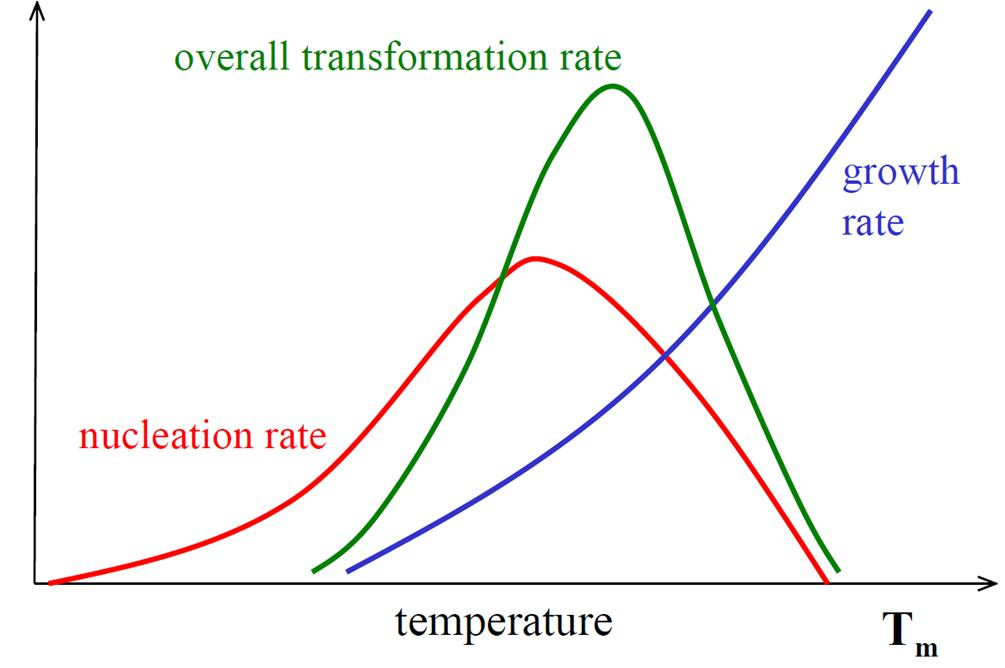 overall transformation rate
growth
rate
nucleation rate
temperature
Tm